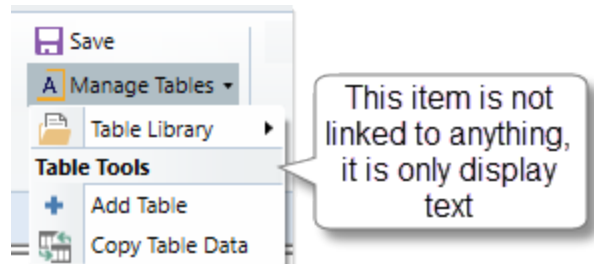 Save
A Manage Tables
Table Library
Table Tools
Add Table
Copy Table Data
This item is not
linked to anything,
it is only display
text